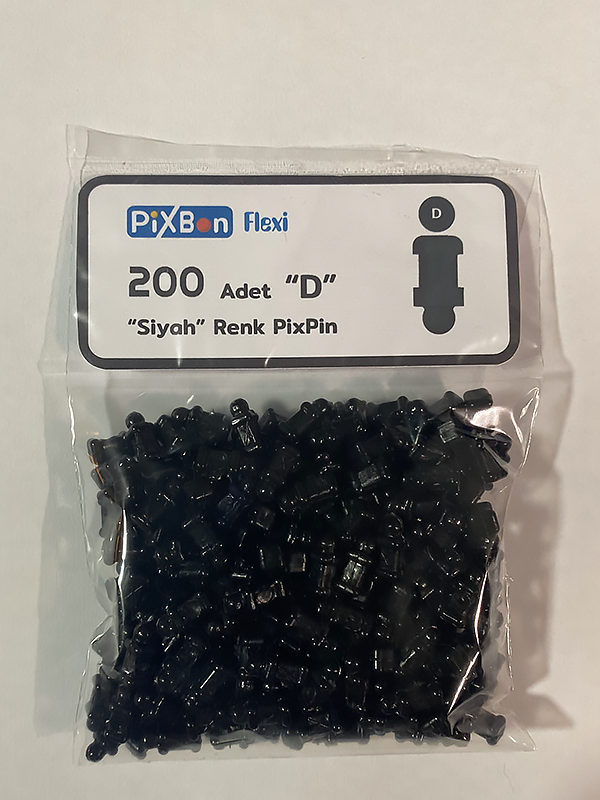 PiXBon Flexi
D
200 Adet “D”
“Siyah” Renk PixPin